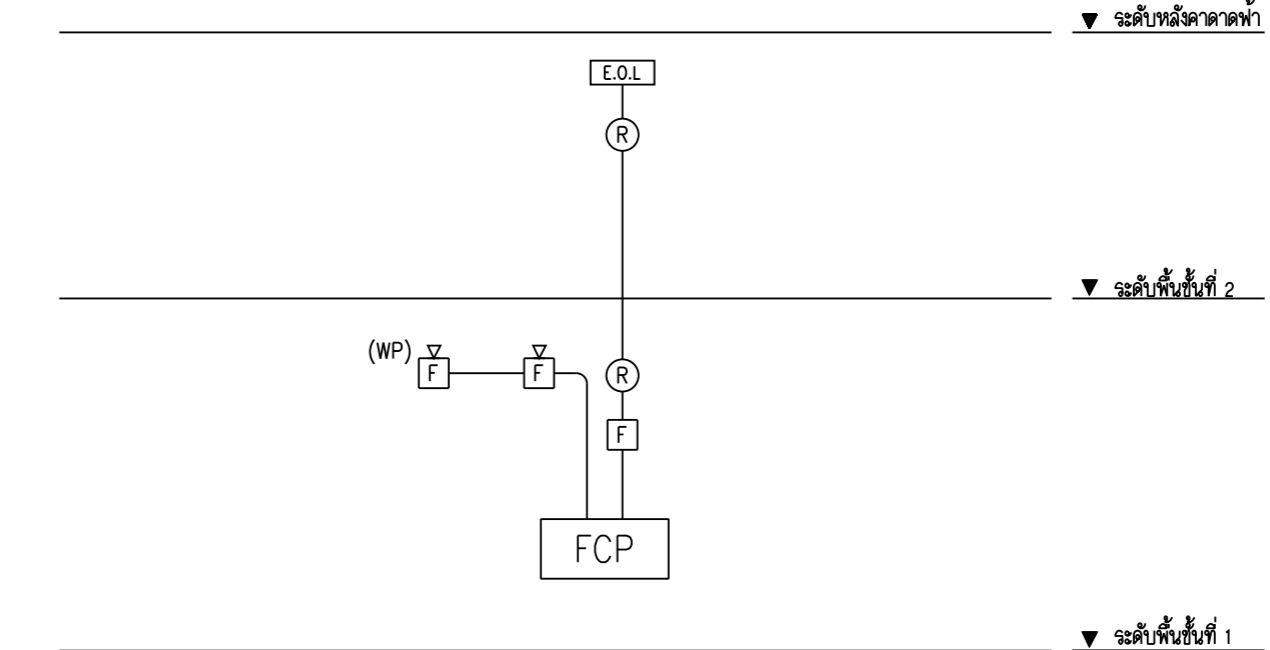 ▼ ระดับหลังคาดาดฟ้า
E.O.L
R
▼ ระดับพื้นชั้นที่ 2
(WP) F F R
F
FCP
▼ ระดับพื้นชั้นที่ 1